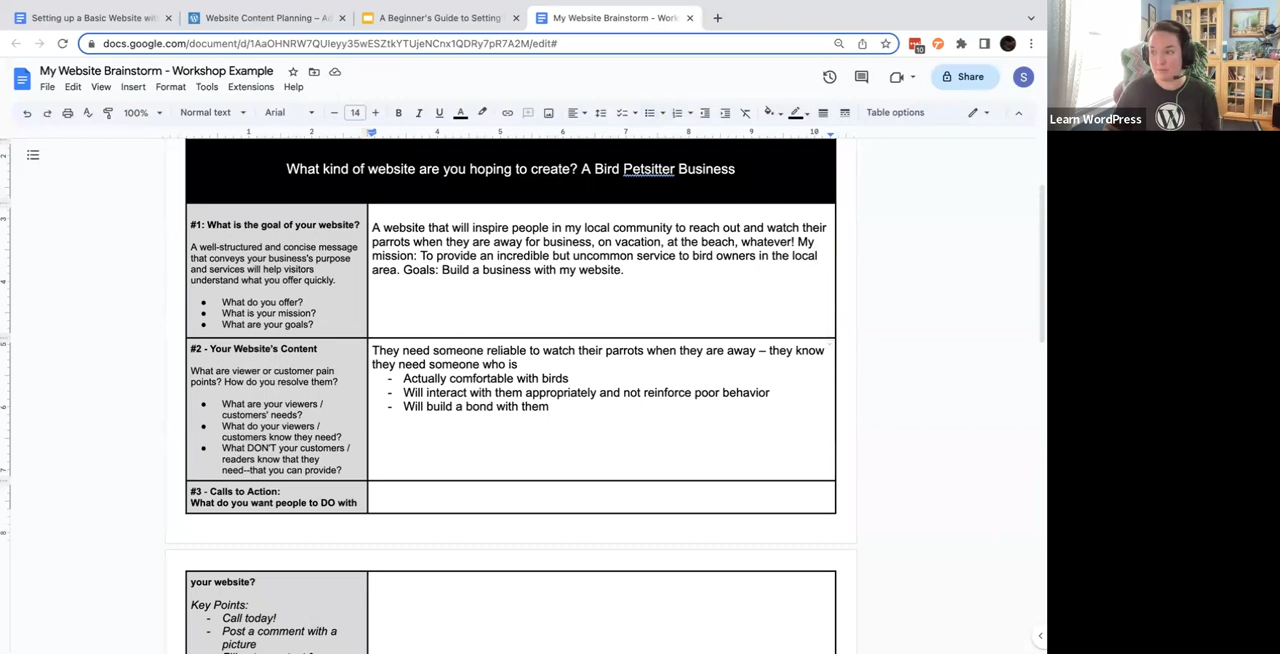 Setting up a Basic Website with
Website Content Planning – Ad
A Beginner's Guide to Setting
My Website Brainstorm - Work
docs.google.com/document/d/1AaOHNRW7QUIeyy35wESZtkYTUjeNCnx1QDRy7pR7A2M/edit#
10
My Website Brainstorm - Workshop Example
File Edit View Insert Format Tools Extensions Help
Share
S
100% Normal text Arial 14 B I U A Table options
1 2 3 4 5 6 7 8 9 10
What kind of website are you hoping to create? A Bird Petsitter Business
#1: What is the goal of your website?
A well-structured and concise message
that conveys your business's purpose
and services will help visitors
understand what you offer quickly.
● What do you offer?
● What is your mission?
● What are your goals?
A website that will inspire people in my local community to reach out and watch their
parrots when they are away for business, on vacation, at the beach, whatever! My
mission: To provide an incredible but uncommon service to bird owners in the local
area. Goals: Build a business with my website.
#2 - Your Website's Content
What are viewer or customer pain
points? How do you resolve them?
● What are your viewers /
customers' needs?
● What do your viewers /
customers know they need?
● What DON'T your customers /
readers know that they
need--that you can provide?
They need someone reliable to watch their parrots when they are away – they know
they need someone who is
- Actually comfortable with birds
- Will interact with them appropriately and not reinforce poor behavior
- Will build a bond with them
#3 - Calls to Action:
What do you want people to DO with
your website?
Key Points:
- Call today!
- Post a comment with a
picture
Learn WordPress